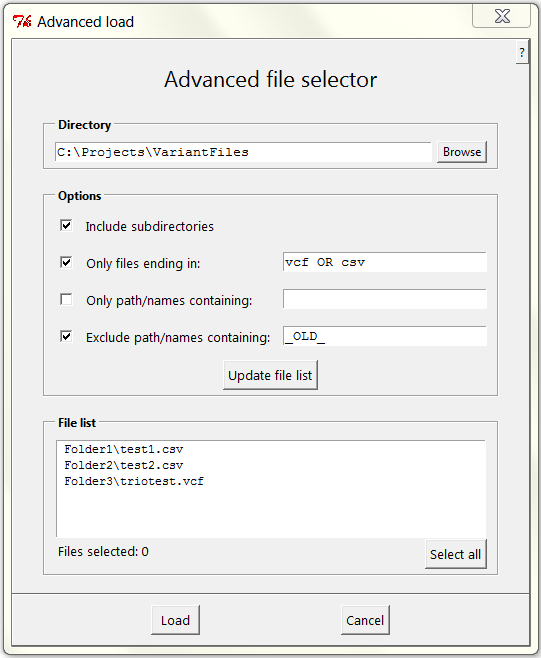 Advanced load
?
Advanced file selector
Directory
C:\Projects\VariantFiles Browse
Options
Include subdirectories
Only files ending in: vcf OR csv
Only path/names containing:
Exclude path/names containing: _OLD_
Update file list
File list
Folder1\test1.csv
Folder2\test2.csv
Folder3\triotest.vcf
Files selected: 0 Select all
Load Cancel